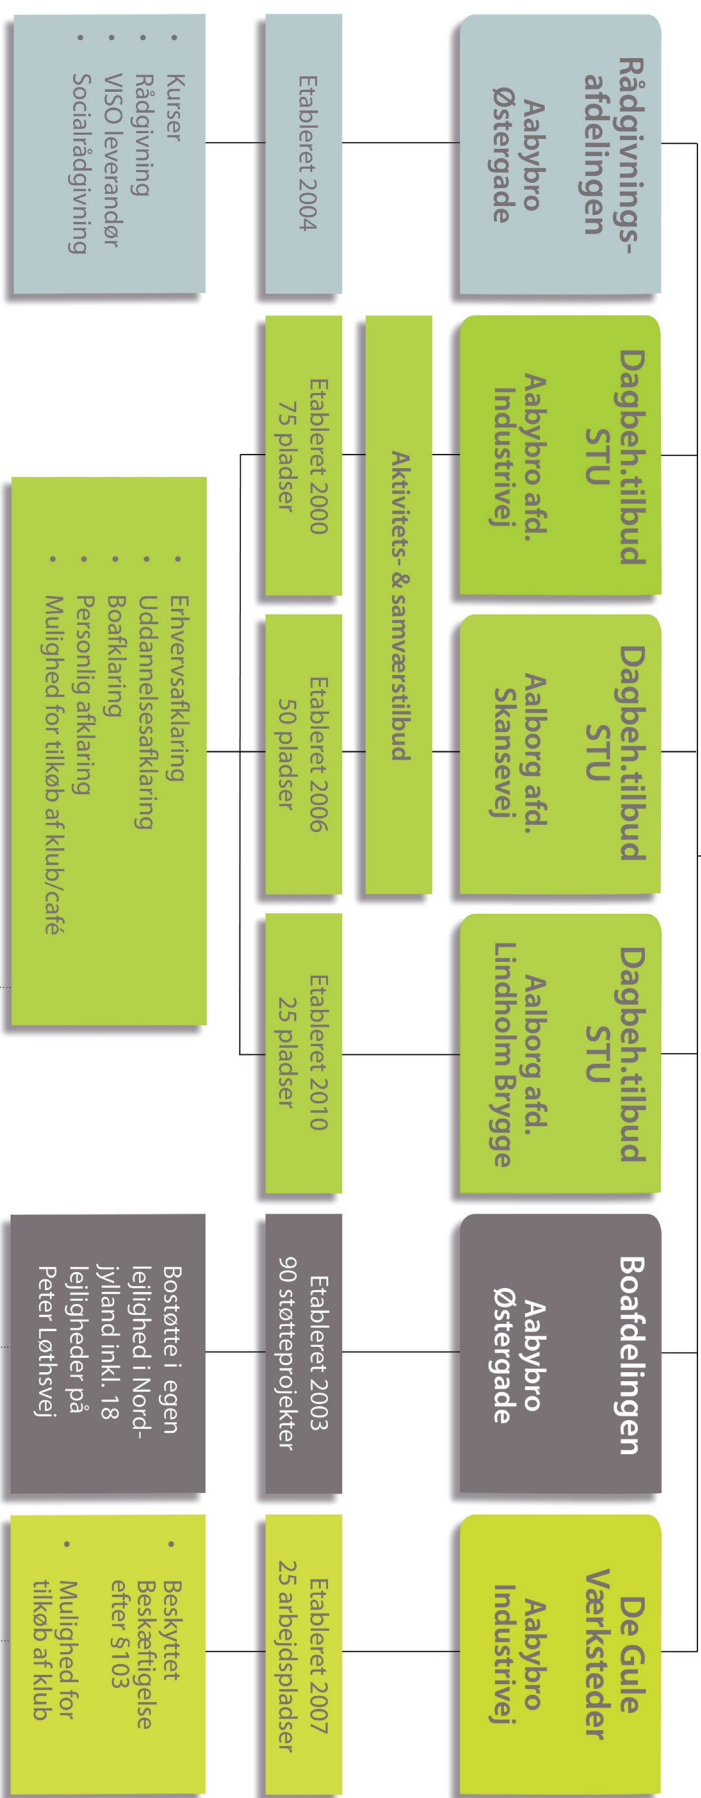 Rådgivnings-
afdelingen
Aabybro
Østergade
Etableret 2004
• Kurser
• Rådgivning
• VISO leverandør
• Socialrådgivning
Dagbeh.tilbud
STU
Aabybro afd.
Industrivej
Dagbeh.tilbud
STU
Aalborg afd.
Skansevej
Dagbeh.tilbud
STU
Aalborg afd.
Lindholm Brygge
Aktivitets- & samværstilbud
Etableret 2000
75 pladser
Etableret 2006
50 pladser
Etableret 2010
25 pladser
• Erhvervsafklaring
• Uddannelsesafklaring
• Boafklaring
• Personlig afklaring
• Mulighed for tilkøb af klub/café
Boafdelingen
Aabybro
Østergade
Etableret 2003
90 støtteprojekter
Bostøtte i egen
lejlighed i Nord-
jylland inkl. 18
lejligheder på
Peter Løthsvej
De Gule
Værksteder
Aabybro
Industrivej
Etableret 2007
25 arbejdspladser
• Beskyttet
Beskæftigelse
efter §103
• Mulighed for
tilkøb af klub